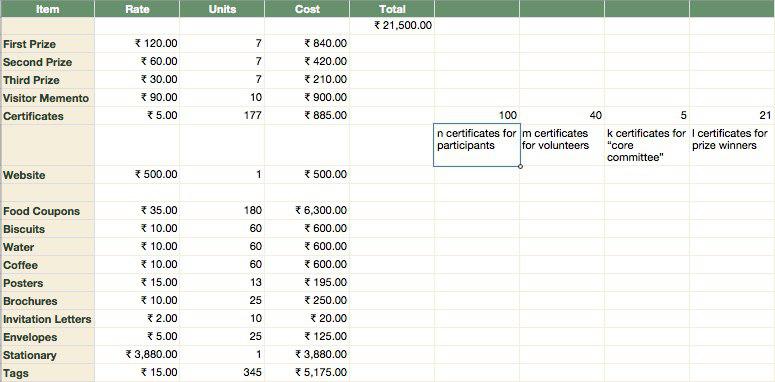 Item Rate Units Cost Total
₹ 21,500.00
First Prize ₹ 120.00 7 ₹ 840.00
Second Prize ₹ 60.00 7 ₹ 420.00
Third Prize ₹ 30.00 7 ₹ 210.00
Visitor Memento ₹ 90.00 10 ₹ 900.00
Certificates ₹ 5.00 177 ₹ 885.00 100 40 5 21
n certificates for m certificates k certificates for l certificates for
participants for volunteers "core prize winners
committee"
Website ₹ 500.00 1 ₹ 500.00
Food Coupons ₹ 35.00 180 ₹ 6,300.00
Biscuits ₹ 10.00 60 ₹ 600.00
Water ₹ 10.00 60 ₹ 600.00
Coffee ₹ 10.00 60 ₹ 600.00
Posters ₹ 15.00 13 ₹ 195.00
Brochures ₹ 10.00 25 ₹ 250.00
Invitation Letters ₹ 2.00 10 ₹ 20.00
Envelopes ₹ 5.00 25 ₹ 125.00
Stationary ₹ 3,880.00 1 ₹ 3,880.00
Tags ₹ 15.00 345 ₹ 5,175.00